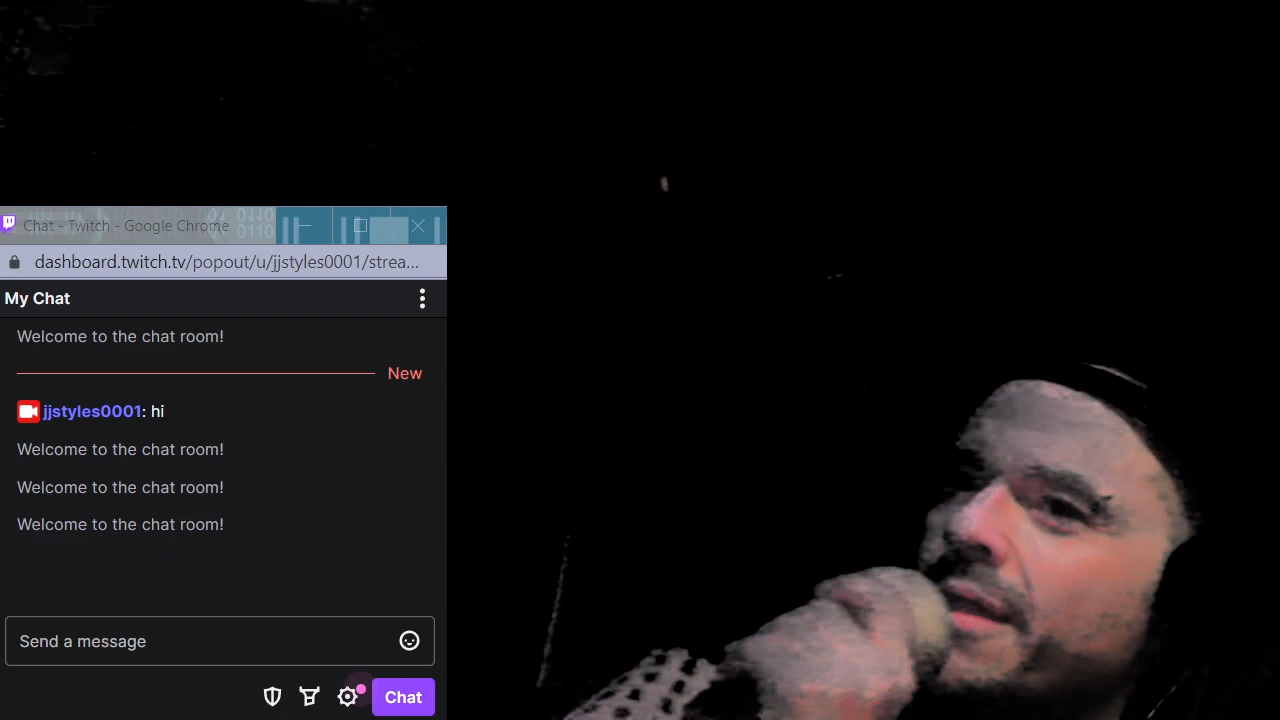 0110
0110
Chat - Twitch - Google Chrome
dashboard.twitch.tv/popout/u/jjstyles0001/strea...
My Chat
Welcome to the chat room!
New
jjstyles0001: hi
Welcome to the chat room!
Welcome to the chat room!
Welcome to the chat room!
Send a message
Chat